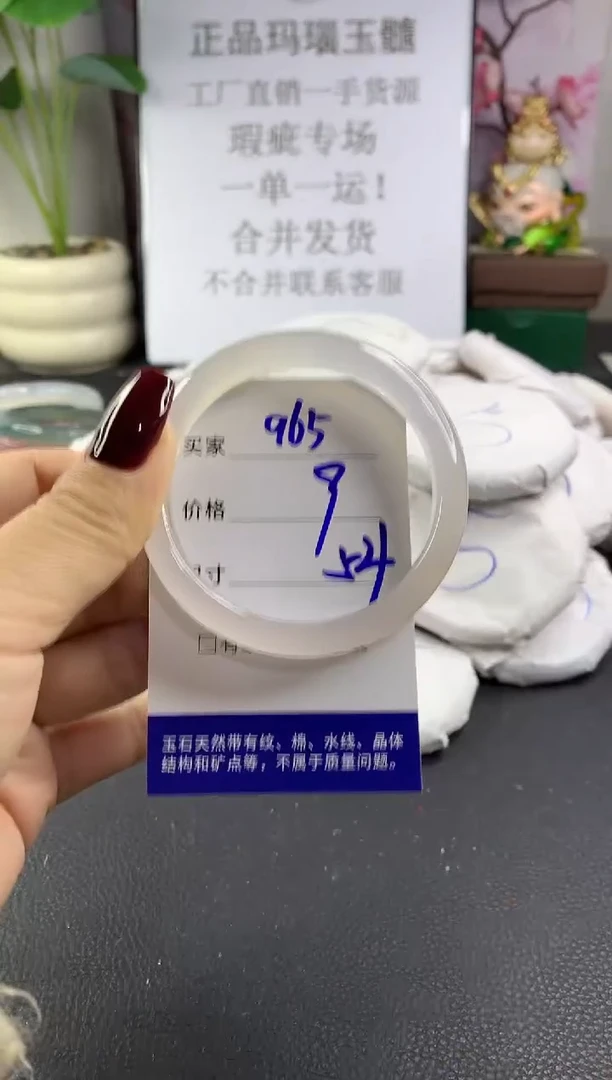 正品玛瑙玉髓
工厂直销一手货源
瑕疵专场
一单一运！
合并发货
不合并联系客服
买家 965
价格 9
寸 54
玉石天然带有纹、棉、水线、晶体
结构和矿点等，不属于质量问题。